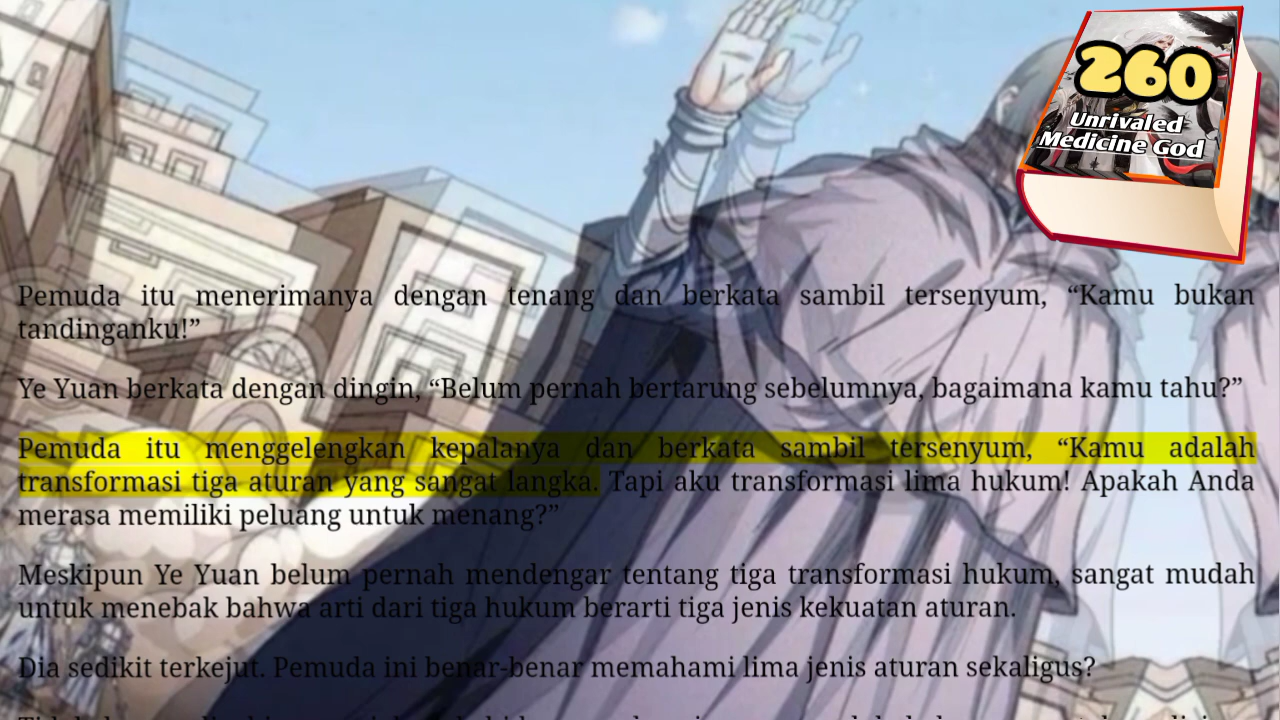 260
Unrivaled
Medicine God
Pemuda itu menerimanya dengan tenang dan berkata sambil tersenyum, “Kamu bukan
tandinganku!”
Ye Yuan berkata dengan dingin, “Belum pernah bertarung sebelumnya, bagaimana kamu tahu?”
Pemuda itu menggelengkan kepalanya dan berkata sambil tersenyum, “Kamu adalah
transformasi tiga aturan yang sangat langka. Tapi aku transformasi lima hukum! Apakah Anda
merasa memiliki peluang untuk menang?”
Meskipun Ye Yuan belum pernah mendengar tentang tiga transformasi hukum, sangat mudah
untuk menebak bahwa arti dari tiga hukum berarti tiga jenis kekuatan aturan.
Dia sedikit terkejut. Pemuda ini benar-benar memahami lima jenis aturan sekaligus?